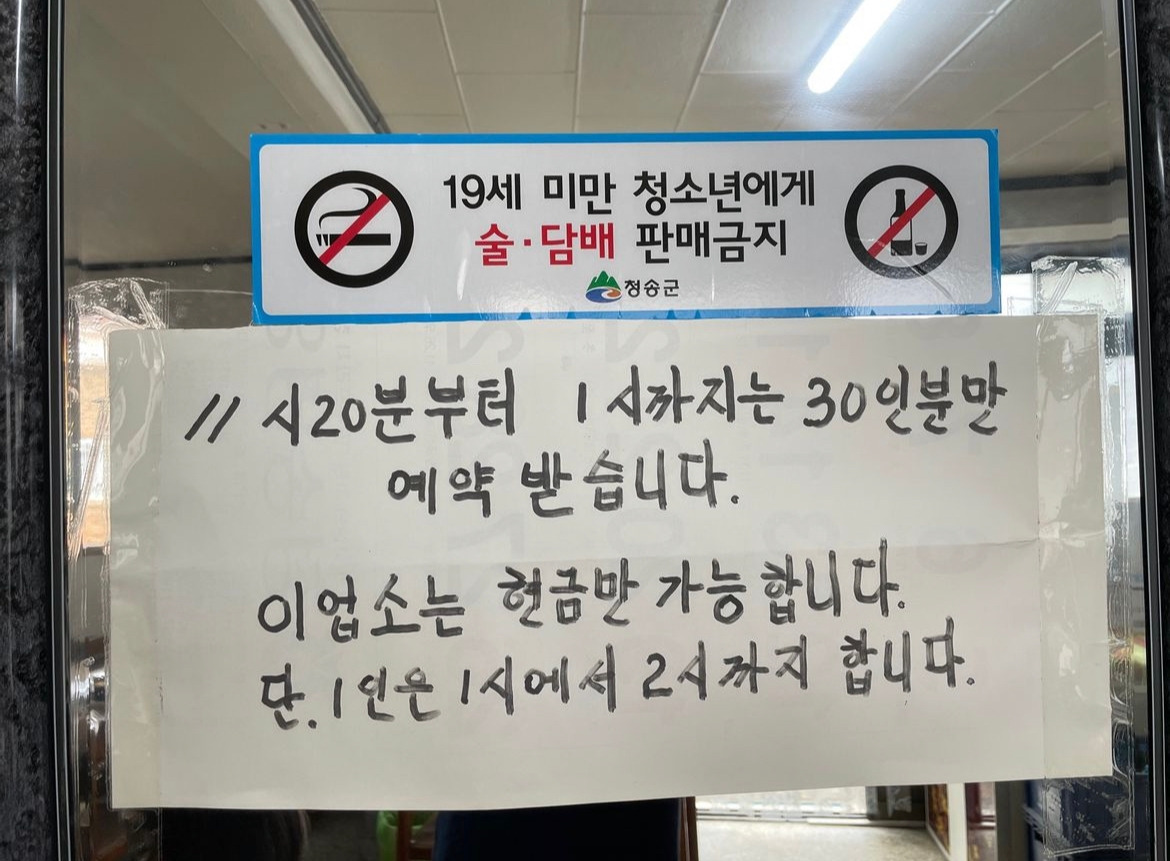 19세 미만 청소년에게
술·담배 판매금지
청송군
11시20분부터 1시까지는 30인분만
예약 받습니다.
이업소는 현금만 가능합니다.
단. 1인은 1시에서 2시까지 합니다.